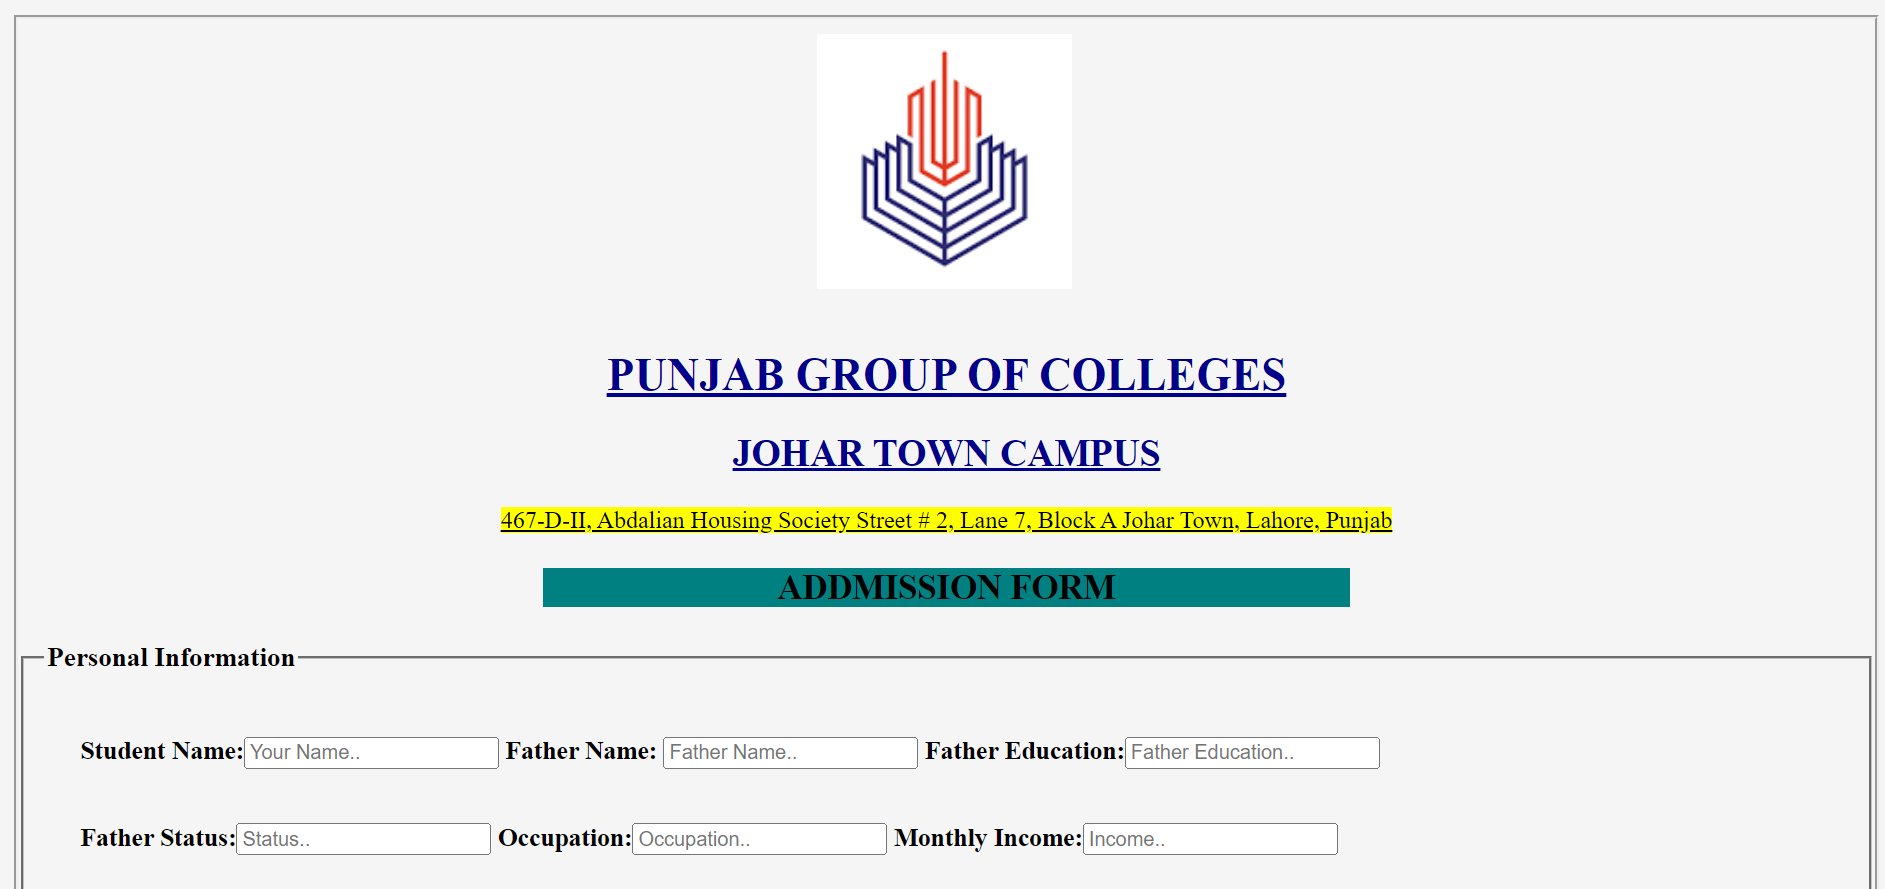 PUNJAB GROUP OF COLLEGES
JOHAR TOWN CAMPUS
467-D-II, Abdalian Housing Society Street # 2, Lane 7, Block A Johar Town, Lahore, Punjab
ADDMISSION FORM
Personal Information
Student Name: Your Name.. Father Name: Father Name.. Father Education: Father Education..
Father Status: Status.. Occupation: Occupation.. Monthly Income: Income..